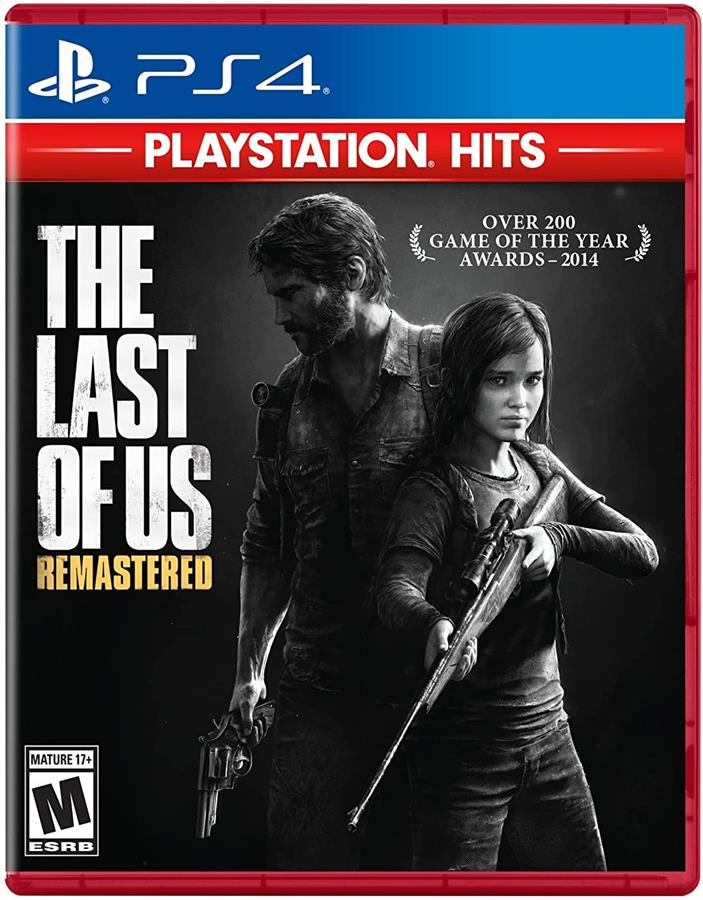 PS4
PLAYSTATION® HITS
OVER 200
GAME OF THE YEAR
AWARDS – 2014
THE
LAST
OF US
REMASTERED
MATURE 17+
M
ESRB